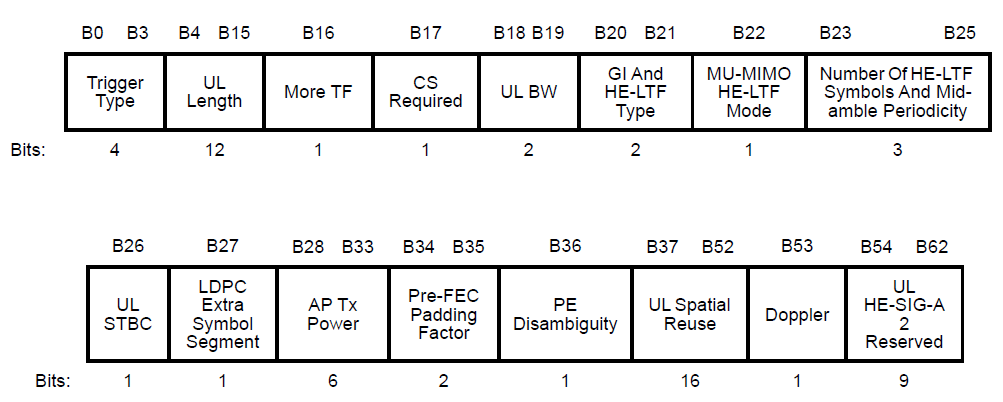 B0 B3 B4 B15 B16 B17 B18 B19 B20 B21 B22 B23 B25
Trigger Type
UL Length
More TF
CS Required
UL BW
GI And HE-LTF Type
MU-MIMO HE-LTF Mode
Number Of HE-LTF Symbols And Mid-amble Periodicity
Bits: 4 12 1 1 2 2 1 3
B26 B27 B28 B33 B34 B35 B36 B37 B52 B53 B54 B62
UL STBC
LDPC Extra Symbol Segment
AP Tx Power
Pre-FEC Padding Factor
PE Disambiguity
UL Spatial Reuse
Doppler
UL HE-SIG-A 2 Reserved
Bits: 1 1 6 2 1 16 1 9